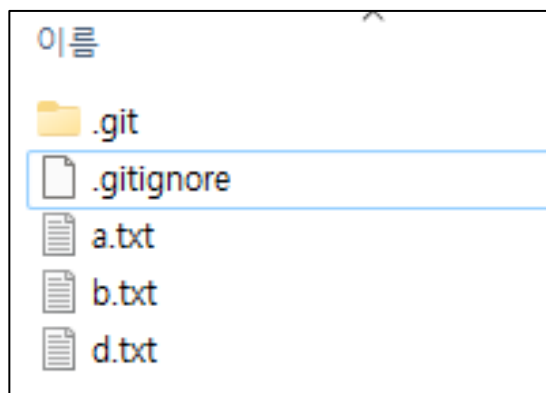 이름
.git
.gitignore
a.txt
b.txt
d.txt